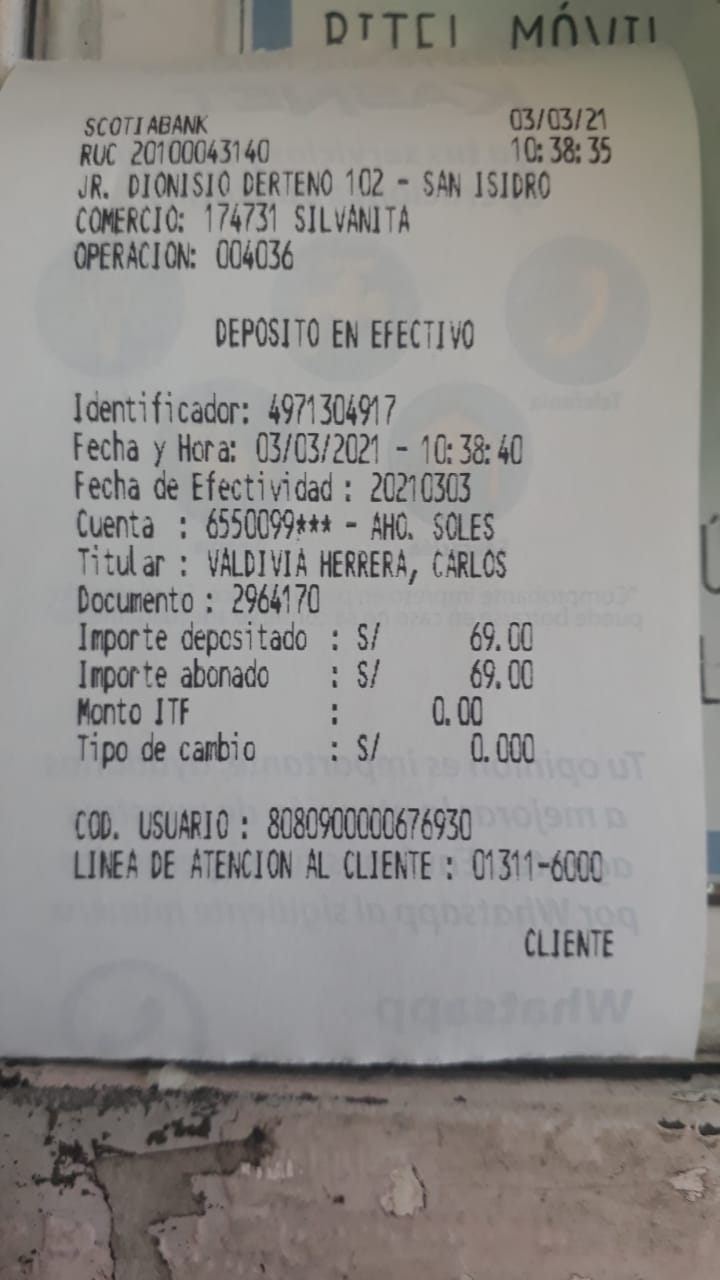 BITEL MÓVIL
SCOTIABANK 03/03/21
RUC 20100043140 10:38:35
JR. DIONISIO DERTENO 102 - SAN ISIDRO
COMERCIO: 174731 SILVANITA
OPERACION: 004036
DEPOSITO EN EFECTIVO
Identificador: 4971304917
Fecha y Hora: 03/03/2021 - 10:38:40
Fecha de Efectividad : 20210303
Cuenta : 6550099*** - AHO. SOLES
Titular : VALDIVIA HERRERA, CARLOS
Documento : 2964170
Importe depositado : S/ 69.00
Importe abonado : S/ 69.00
Monto ITF : 0.00
Tipo de cambio : S/ 0.000
COD. USUARIO : 8080900000676930
LINEA DE ATENCION AL CLIENTE : 01311-6000
CLIENTE